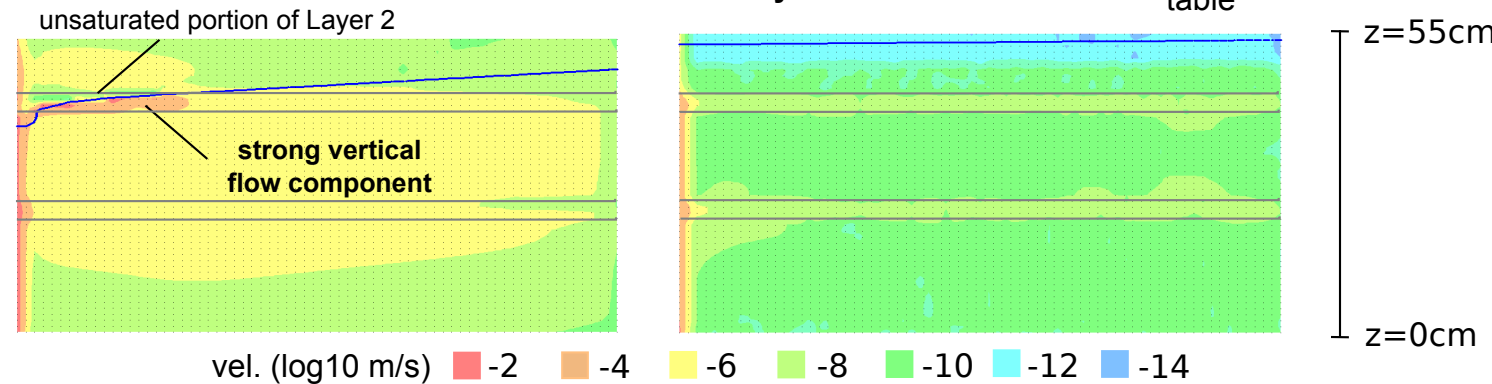 table
unsaturated portion of Layer 2
z=55cm
strong vertical
flow component
z=0cm
vel. (log10 m/s) -2 -4 -6 -8 -10 -12 -14